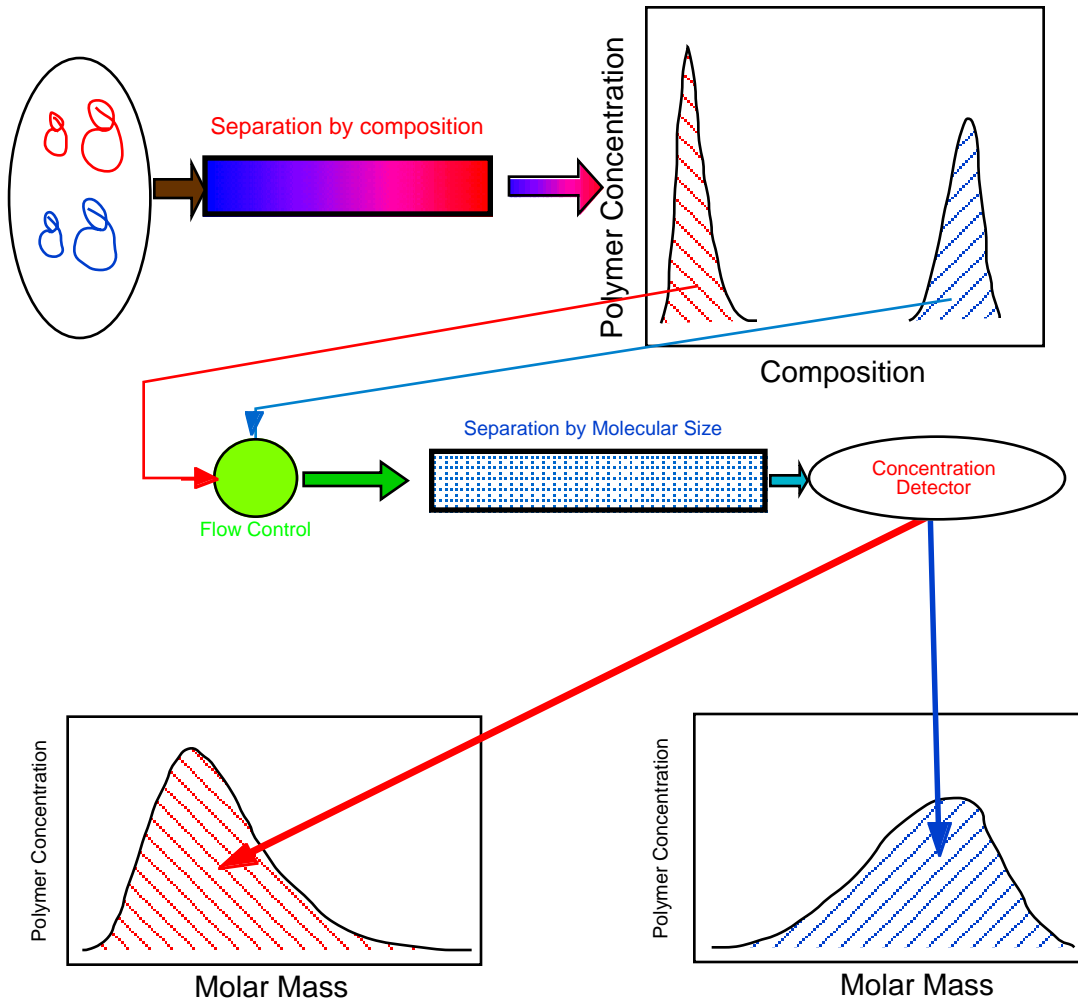 Separation by composition
Polymer Concentration
Composition
Separation by Molecular Size
Concentration
Detector
Flow Control
Polymer Concentration
Molar Mass
Polymer Concentration
Molar Mass